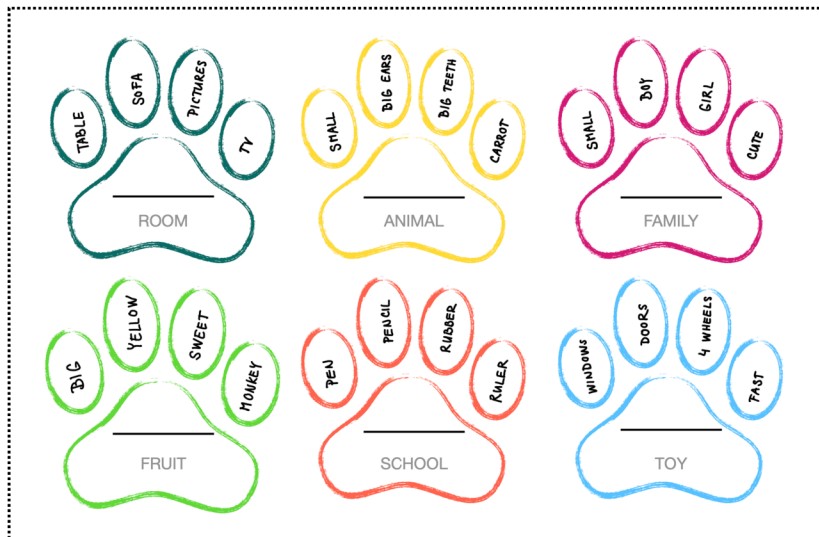 TABLE
SOFA
PICTURES
TV
ROOM
SMALL
BIG EARS
BIG TEETH
CARROT
ANIMAL
SMALL
BOY
GIRL
CUTE
FAMILY
BIG
YELLOW
SWEET
MONKEY
FRUIT
PEN
PENCIL
RUBBER
RULER
SCHOOL
WINDOWS
DOORS
4 WHEELS
FAST
TOY